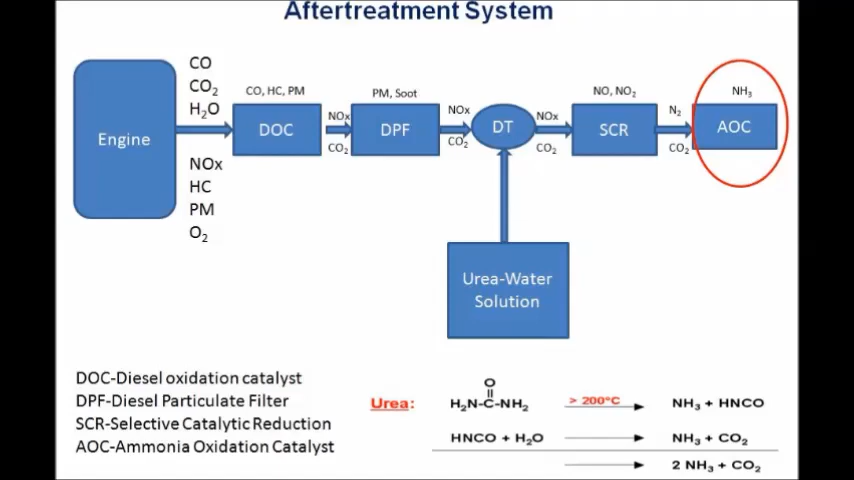 Aftertreatment System
CO
CO₂
H₂O
NOx
HC
PM
O₂
Engine
CO, HC, PM
DOC
NOx
CO₂
PM, Soot
DPF
NOx
CO₂
DT
NOx
CO₂
NO, NO₂
SCR
N₂
CO₂
NH₃
AOC
Urea-Water
Solution
DOC-Diesel oxidation catalyst
DPF-Diesel Particulate Filter
SCR-Selective Catalytic Reduction
AOC-Ammonia Oxidation Catalyst
O
Urea: H₂N-C-NH₂ > 200°C NH₃ + HNCO
HNCO + H₂O NH₃ + CO₂
2 NH₃ + CO₂